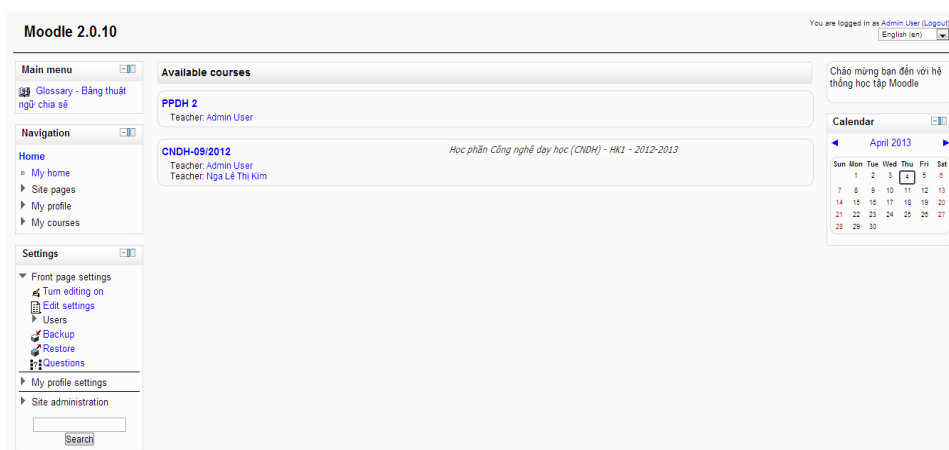 Moodle 2.0.10
You are logged in as Admin User (Logout)
English (en)
Main menu
Glossary - Bảng thuật
ngữ chia sẻ
Navigation
Home
My home
Site pages
My profile
My courses
Settings
Front page settings
Turn editing on
Edit settings
Users
Backup
Restore
Questions
My profile settings
Site administration
Search
Available courses
PPDH 2
Teacher: Admin User
CNDH-09/2012
Học phần Công nghệ dạy học (CNDH) - HK1 - 2012-2013
Teacher: Admin User
Teacher: Nga Lê Thị Kim
Chào mừng bạn đến với hệ
thống học tập Moodle
Calendar
April 2013
Sun Mon Tue Wed Thu Fri Sat
1 2 3 4 5 6
7 8 9 10 11 12 13
14 15 16 17 18 19 20
21 22 23 24 25 26 27
28 29 30